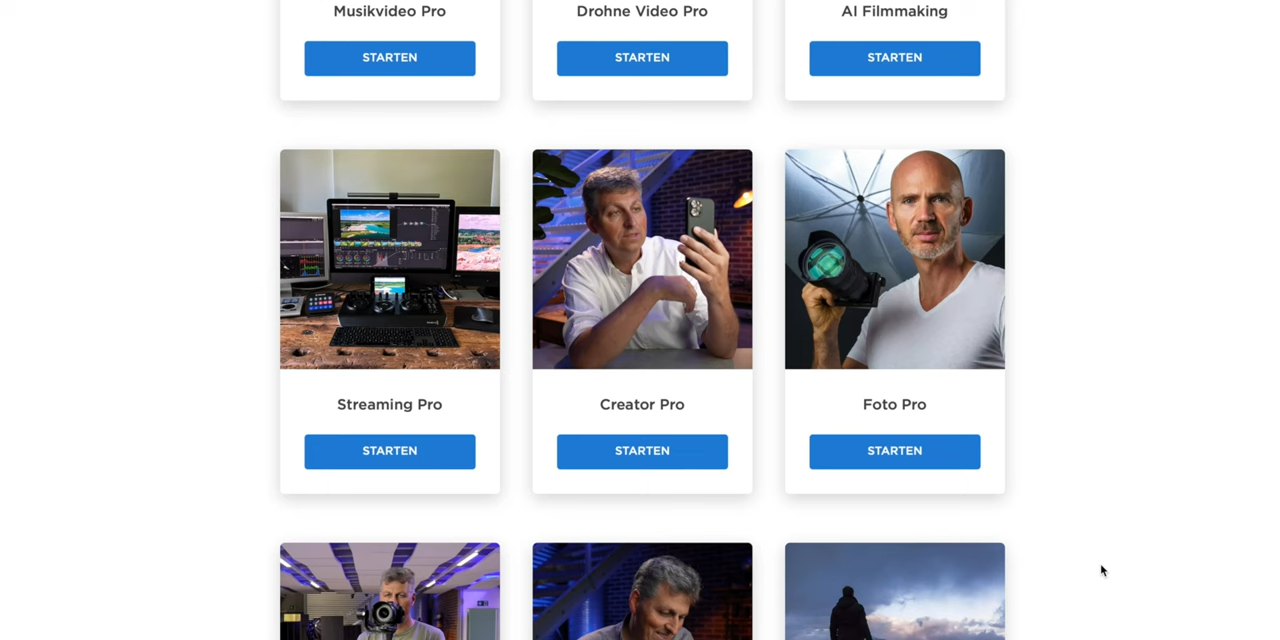 Musikvideo Pro
Drohne Video Pro
AI Filmmaking
STARTEN
STARTEN
STARTEN
Streaming Pro
Creator Pro
Foto Pro
STARTEN
STARTEN
STARTEN